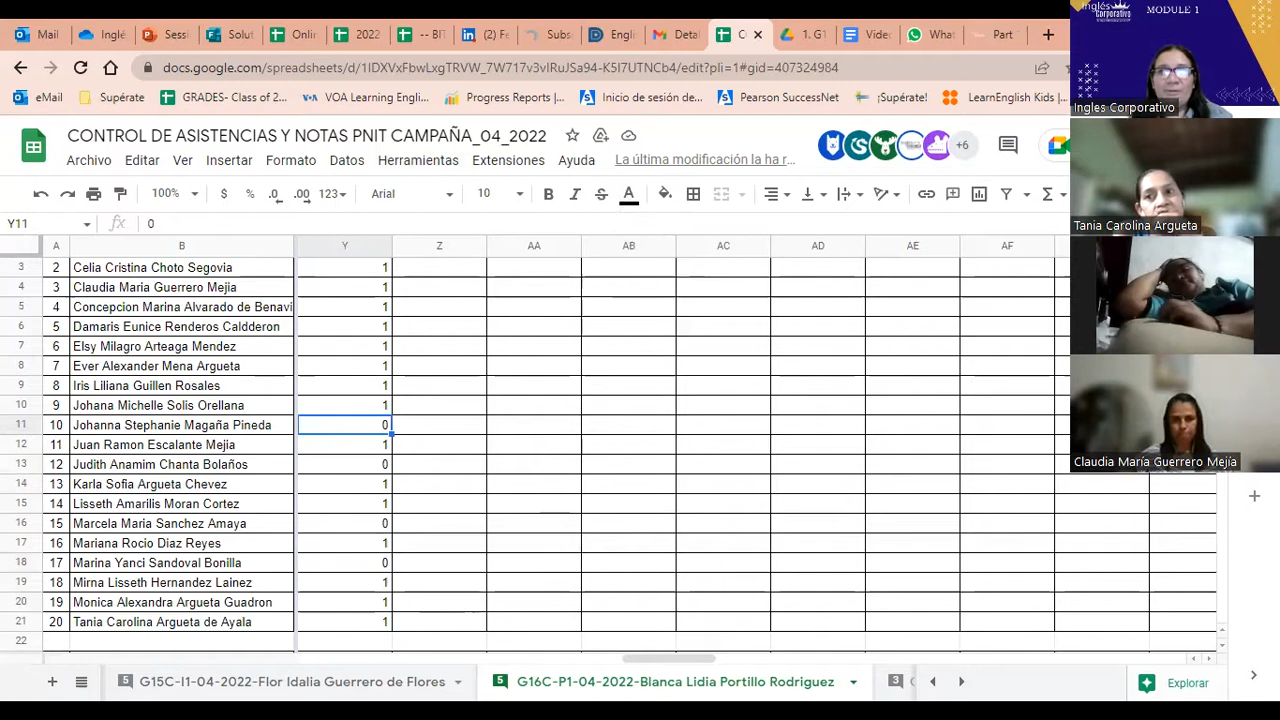 Mail
Inglé
Sessi
Solut
Onlin
2022
-- BIT
(2) Fe
Subs
Engli
Detal
C
1. G1
Video
What
Part
docs.google.com/spreadsheets/d/1DXVxFbwLxgTRVW_7W717v3vIRuJSa94-K5I7UTNCb4/edit?pli=1#gid=407324984
eMail
Supérate
GRADES- Class of 2...
VOA Learning Engli...
Progress Reports |...
Inicio de sesión de...
Pearson SuccessNet
¡Supérate!
LearnEnglish Kids |...
CONTROL DE ASISTENCIAS Y NOTAS PNIT CAMPAÑA_04_2022
+6
Archivo Editar Ver Insertar Formato Datos Herramientas Extensiones Ayuda La última modificación la ha r...
100% $ % .0 .00 123 Arial 10 B I S A
Y11 fx 0
A B Y Z AA AB AC AD AE AF
3 2 Celia Cristina Choto Segovia 1
4 3 Claudia Maria Guerrero Mejia 1
5 4 Concepcion Marina Alvarado de Benavi 1
6 5 Damaris Eunice Renderos Caldderon 1
7 6 Elsy Milagro Arteaga Mendez 1
8 7 Ever Alexander Mena Argueta 1
9 8 Iris Liliana Guillen Rosales 1
10 9 Johana Michelle Solis Orellana 1
11 10 Johanna Stephanie Magaña Pineda 0
12 11 Juan Ramon Escalante Mejia 1
13 12 Judith Anamim Chanta Bolaños 0
14 13 Karla Sofia Argueta Chevez 1
15 14 Lisseth Amarilis Moran Cortez 1
16 15 Marcela Maria Sanchez Amaya 0
17 16 Mariana Rocio Diaz Reyes 1
18 17 Marina Yanci Sandoval Bonilla 0
19 18 Mirna Lisseth Hernandez Lainez 1
20 19 Monica Alexandra Argueta Guadron 1
21 20 Tania Carolina Argueta de Ayala 1
22
5 G15C-I1-04-2022-Flor Idalia Guerrero de Flores
5 G16C-P1-04-2022-Blanca Lidia Portillo Rodriguez
3
Explorar
Inglés
Corporativo
MODULE 1
Ingles Corporativo
Tania Carolina Argueta
Claudia María Guerrero Mejía